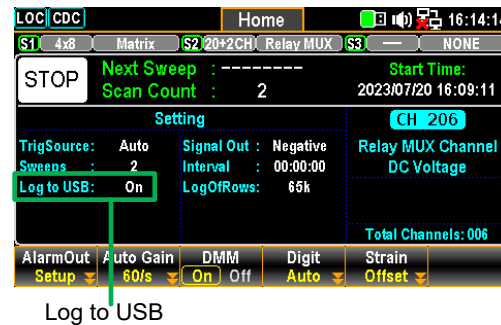 LOC CDC Home 16:14:14
S1 4x8 Matrix S2 20+2CH Relay MUX S3 — NONE
STOP
Next Sweep : --------
Scan Count : 2
Start Time:
2023/07/20 16:09:11
Setting
TrigSource: Auto Signal Out : Negative
Sweeps : 2 Interval : 00:00:00
Log to USB: On LogOfRows: 65k
CH 206
Relay MUX Channel
DC Voltage
Total Channels: 006
AlarmOut Auto Gain DMM Digit Strain
Setup 60/s On Off Auto Offset
Log to USB